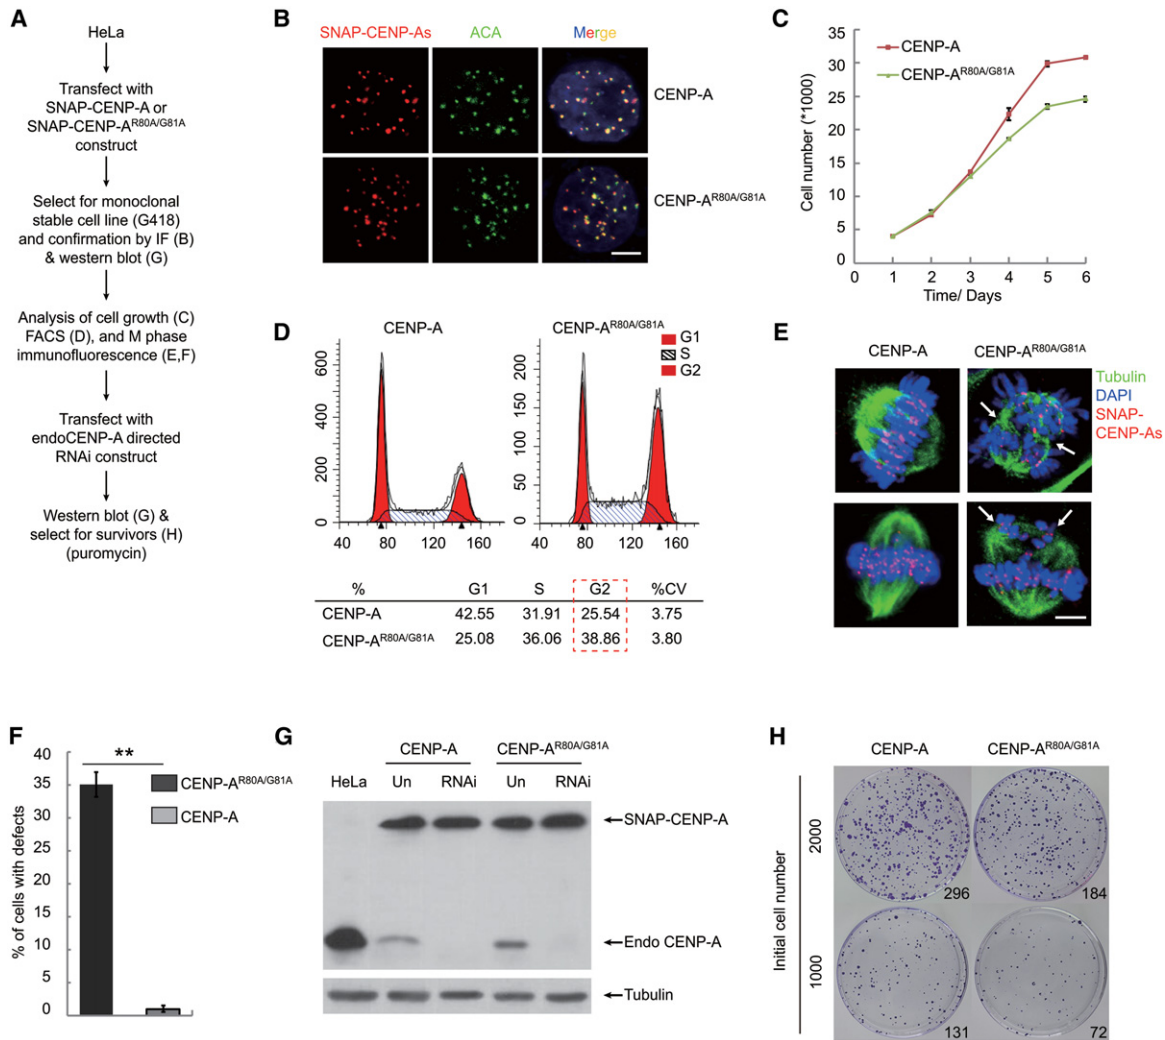 A
HeLa
Transfect with
SNAP-CENP-A or
SNAP-CENP-A^R80A/G81A
construct
Select for monoclonal
stable cell line (G418)
and confirmation by IF (B)
& western blot (G)
Analysis of cell growth (C)
FACS (D), and M phase
immunofluorescence (E,F)
Transfect with
endoCENP-A directed
RNAi construct
Western blot (G) &
select for survivors (H)
(puromycin)
B
SNAP-CENP-As ACA Merge
CENP-A
CENP-A^R80A/G81A
C
CENP-A
CENP-A^R80A/G81A
Cell number (*1000)
35
30
25
20
15
10
5
0
0 1 2 3 4 5 6
Time/ Days
D
CENP-A CENP-A^R80A/G81A
G1
S
G2
600
400
200
0
40 80 120 160
200
150
100
50
0
40 80 120 160
% G1 S G2 %CV
CENP-A 42.55 31.91 25.54 3.75
CENP-A^R80A/G81A 25.08 36.06 38.86 3.80
E
CENP-A CENP-A^R80A/G81A
Tubulin
DAPI
SNAP-
CENP-As
F
% of cells with defects
40
35
30
25
20
15
10
5
0
**
CENP-A^R80A/G81A
CENP-A
G
CENP-A CENP-A^R80A/G81A
HeLa Un RNAi Un RNAi
SNAP-CENP-A
Endo CENP-A
Tubulin
H
CENP-A CENP-A^R80A/G81A
Initial cell number
2000
296 184
1000
131 72